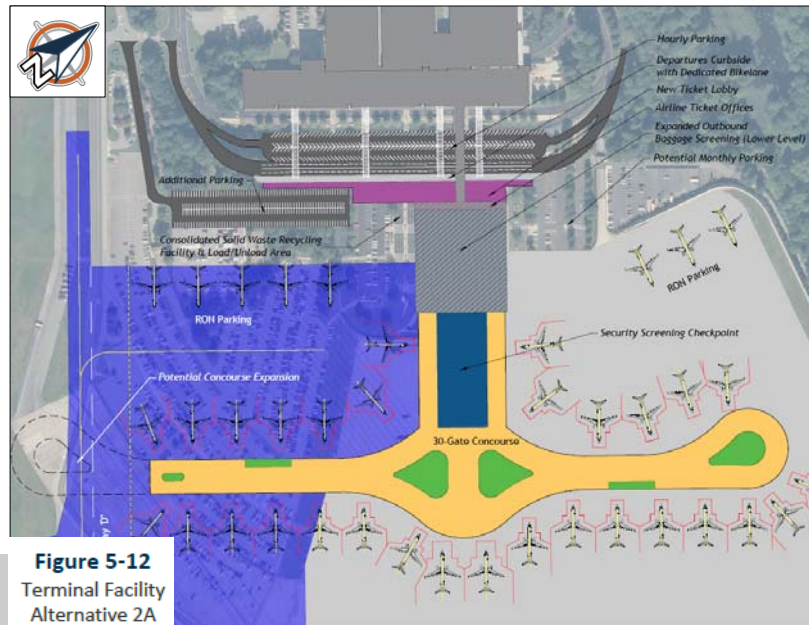 Hourly Parking
Departures Curbside
with Dedicated Bikelane
New Ticket Lobby
Airline Ticket Offices
Expanded Outbound
Baggage Screening (Lower Level)
Potential Monthly Parking
Additional Parking
Consolidated Solid Waste Recycling
Facility & Load/Unload Area
RON Parking
RON Parking
Security Screening Checkpoint
Potential Concourse Expansion
30-Gate Concourse
Figure 5-12
Terminal Facility
Alternative 2A